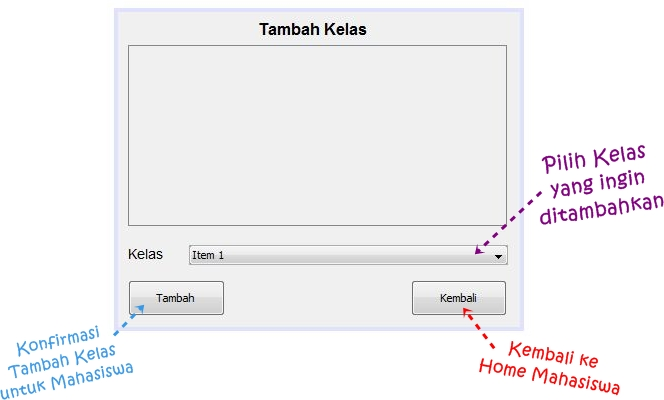 Tambah Kelas
Pilih Kelas
yang ingin
ditambahkan
Kelas
Item 1
Tambah
Kembali
Konfirmasi
Tambah Kelas
untuk Mahasiswa
Kembali ke
Home Mahasiswa